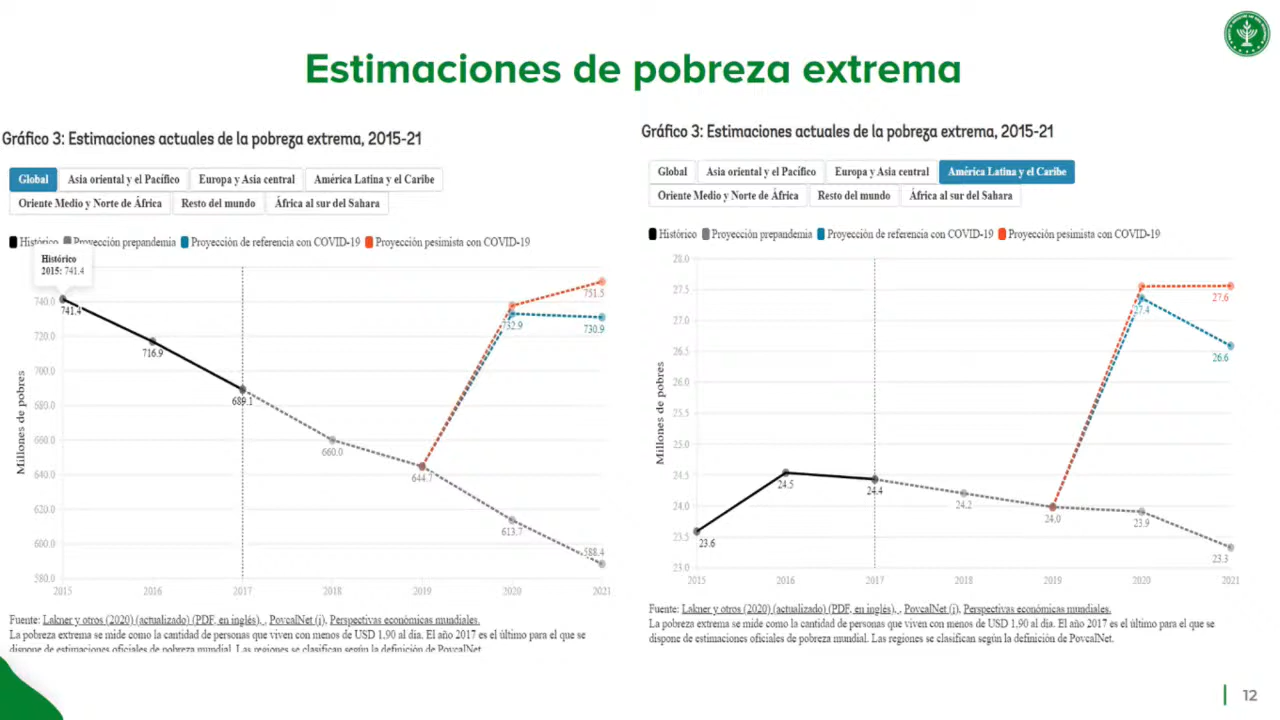 Estimaciones de pobreza extrema
Gráfico 3: Estimaciones actuales de la pobreza extrema, 2015-21
Global Asia oriental y el Pacífico Europa y Asia central América Latina y el Caribe
Oriente Medio y Norte de África Resto del mundo África al sur del Sahara
Histórico Proyección prepandemia Proyección de referencia con COVID-19 Proyección pesimista con COVID-19
Histórico
2015: 741.4
Millones de pobres
740.0
720.0
700.0
680.0
660.0
640.0
620.0
600.0
580.0
741.4
716.9
689.1
660.0
644.7
613.7
588.4
732.9
730.9
751.5
2015 2016 2017 2018 2019 2020 2021
Fuente: Lakner y otros (2020) (actualizado) (PDF, en inglés), , PovcalNet (i), Perspectivas económicas mundiales.
La pobreza extrema se mide como la cantidad de personas que viven con menos de USD 1,90 al día. El año 2017 es el último para el que se
dispone de estimaciones oficiales de pobreza mundial. Las regiones se clasifican según la definición de PovcalNet.
Gráfico 3: Estimaciones actuales de la pobreza extrema, 2015-21
Global Asia oriental y el Pacífico Europa y Asia central América Latina y el Caribe
Oriente Medio y Norte de África Resto del mundo África al sur del Sahara
Histórico Proyección prepandemia Proyección de referencia con COVID-19 Proyección pesimista con COVID-19
Millones de pobres
28.0
27.5
27.0
26.5
26.0
25.5
25.0
24.5
24.0
23.5
23.0
23.6
24.5
24.4
24.2
24.0
23.9
23.3
27.4
26.6
27.6
2015 2016 2017 2018 2019 2020 2021
Fuente: Lakner y otros (2020) (actualizado) (PDF, en inglés), , PovcalNet (i), Perspectivas económicas mundiales.
La pobreza extrema se mide como la cantidad de personas que viven con menos de USD 1,90 al día. El año 2017 es el último para el que se
dispone de estimaciones oficiales de pobreza mundial. Las regiones se clasifican según la definición de PovcalNet.
12